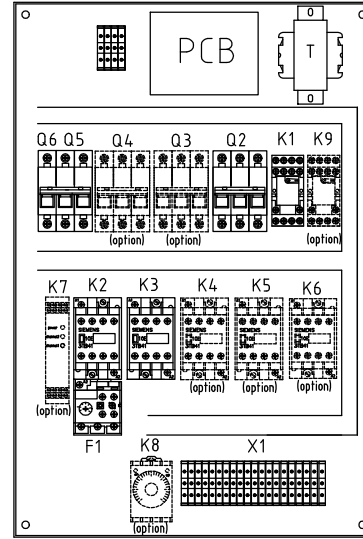 PCB
T
Q6 Q5
Q4
Q3
Q2
K1
K9
(option)
(option)
(option)
K7
K2
K3
K4
K5
K6
SIEMENS
SIEMENS
SIEMENS
SIEMENS
SIEMENS
(option)
(option)
(option)
(option)
F1
K8
X1
(option)